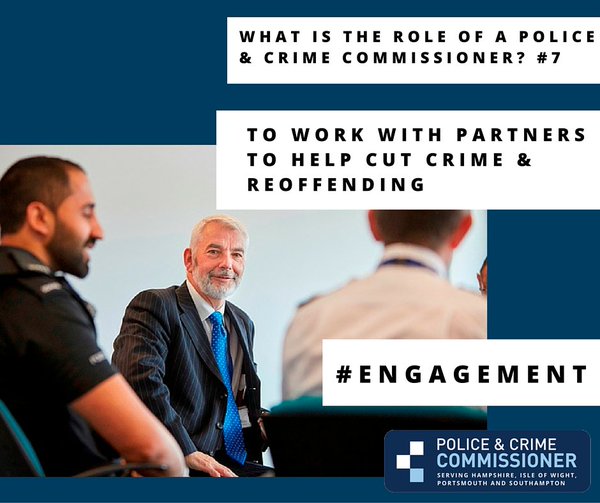 WHAT IS THE ROLE OF A POLICE
& CRIME COMMISSIONER? #7
TO WORK WITH PARTNERS
TO HELP CUT CRIME &
REOFFENDING
#ENGAGEMENT
POLICE & CRIME
COMMISSIONER
SERVING HAMPSHIRE, ISLE OF WIGHT,
PORTSMOUTH AND SOUTHAMPTON